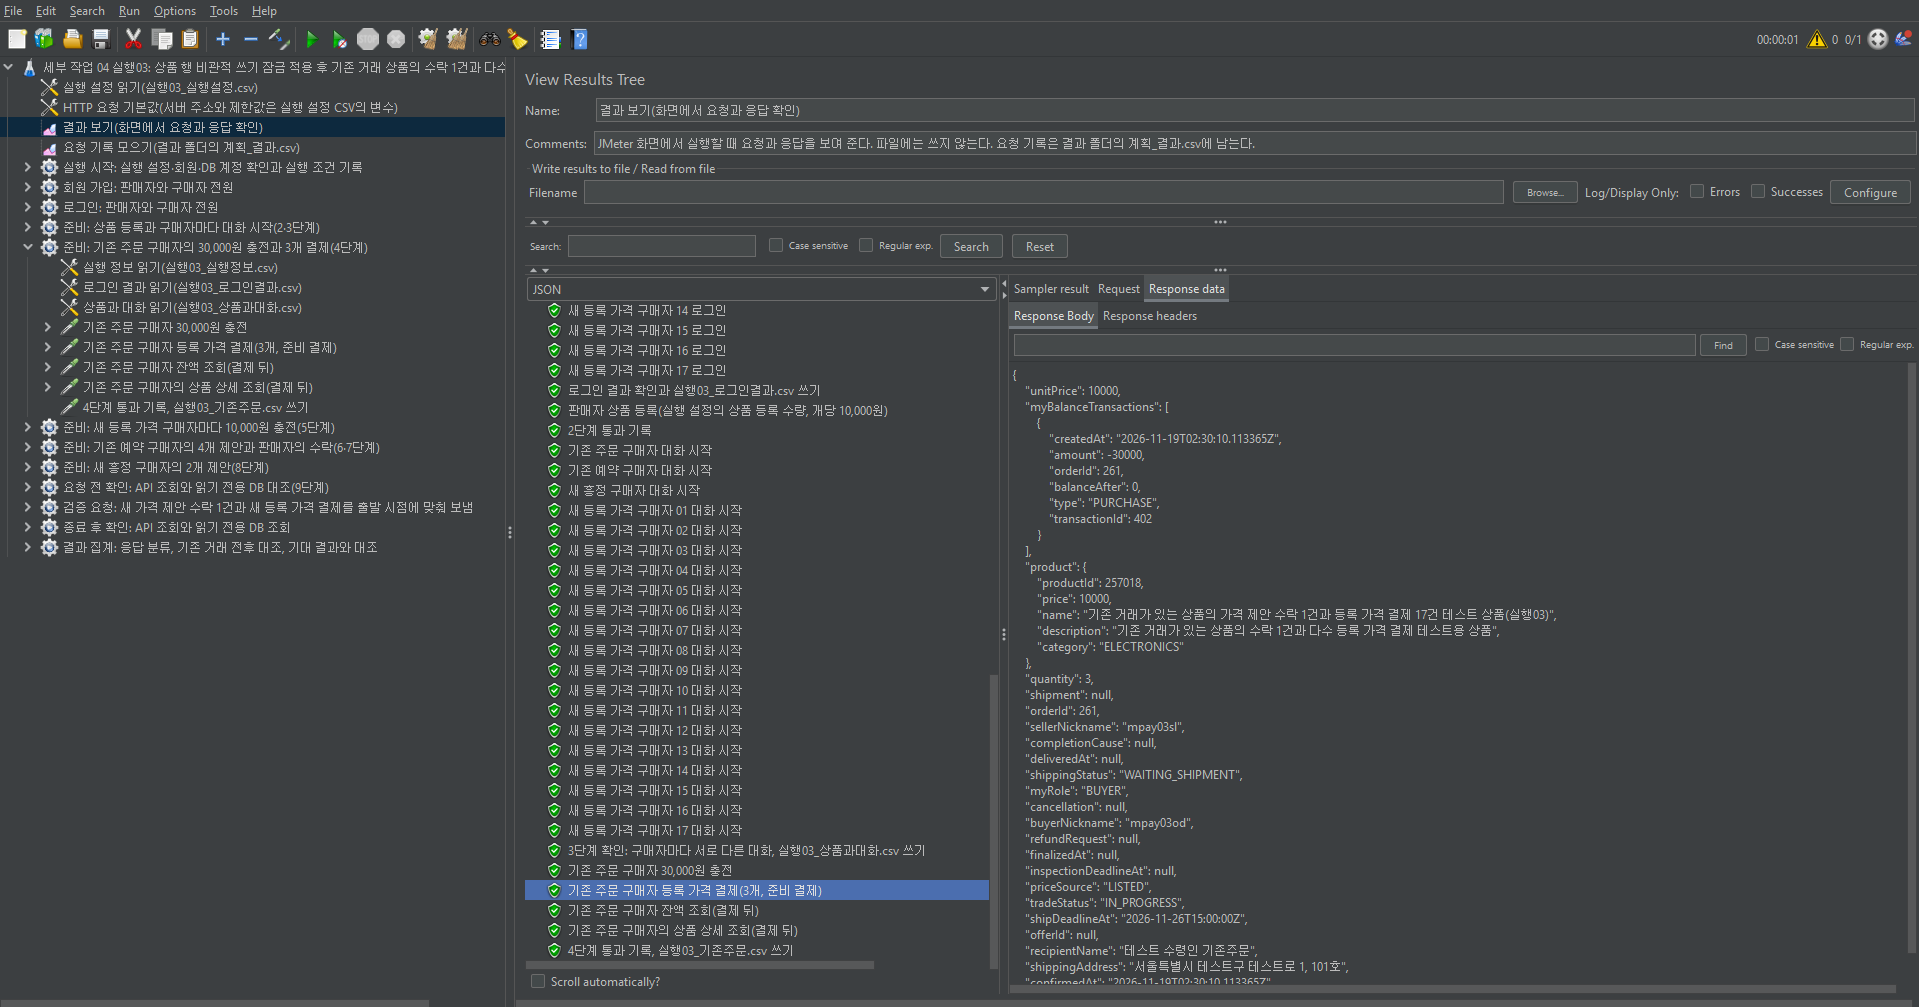 File Edit Search Run Options Tools Help
00:00:01 0 0/1
세부 작업 04 실행03: 상품 행 비관적 쓰기 잠금 적용 후 기존 거래 상품의 수락 1건과 다수
실행 설정 읽기(실행03_실행설정.csv)
HTTP 요청 기본값(서버 주소와 제한값은 실행 설정 CSV의 변수)
결과 보기(화면에서 요청과 응답 확인)
요청 기록 모으기(결과 폴더의 계획_결과.csv)
실행 시작: 실행 설정·회원·DB 계정 확인과 실행 조건 기록
회원 가입: 판매자와 구매자 전원
로그인: 판매자와 구매자 전원
준비: 상품 등록과 구매자마다 대화 시작(2·3단계)
준비: 기존 주문 구매자의 30,000원 충전과 3개 결제(4단계)
실행 정보 읽기(실행03_실행정보.csv)
로그인 결과 읽기(실행03_로그인결과.csv)
상품과 대화 읽기(실행03_상품과대화.csv)
기존 주문 구매자 30,000원 충전
기존 주문 구매자 등록 가격 결제(3개, 준비 결제)
기존 주문 구매자 잔액 조회(결제 뒤)
기존 주문 구매자의 상품 상세 조회(결제 뒤)
4단계 통과 기록, 실행03_기존주문.csv 쓰기
준비: 새 등록 가격 구매자마다 10,000원 충전(5단계)
준비: 기존 예약 구매자의 4개 제안과 판매자의 수락(6·7단계)
준비: 새 흥정 구매자의 2개 제안(8단계)
요청 전 확인: API 조회와 읽기 전용 DB 대조(9단계)
검증 요청: 새 가격 제안 수락 1건과 새 등록 가격 결제를 출발 시점에 맞춰 보냄
종료 후 확인: API 조회와 읽기 전용 DB 조회
결과 집계: 응답 분류, 기존 거래 전후 대조, 기대 결과와 대조
View Results Tree
Name: 결과 보기(화면에서 요청과 응답 확인)
Comments: JMeter 화면에서 실행할 때 요청과 응답을 보여 준다. 파일에는 쓰지 않는다. 요청 기록은 결과 폴더의 계획_결과.csv에 남는다.
Write results to file / Read from file
Filename Browse... Log/Display Only: Errors Successes Configure
Search: Case sensitive Regular exp. Search Reset
JSON
새 등록 가격 구매자 14 로그인
새 등록 가격 구매자 15 로그인
새 등록 가격 구매자 16 로그인
새 등록 가격 구매자 17 로그인
로그인 결과 확인과 실행03_로그인결과.csv 쓰기
판매자 상품 등록(실행 설정의 상품 등록 수량, 개당 10,000원)
2단계 통과 기록
기존 주문 구매자 대화 시작
기존 예약 구매자 대화 시작
새 흥정 구매자 대화 시작
새 등록 가격 구매자 01 대화 시작
새 등록 가격 구매자 02 대화 시작
새 등록 가격 구매자 03 대화 시작
새 등록 가격 구매자 04 대화 시작
새 등록 가격 구매자 05 대화 시작
새 등록 가격 구매자 06 대화 시작
새 등록 가격 구매자 07 대화 시작
새 등록 가격 구매자 08 대화 시작
새 등록 가격 구매자 09 대화 시작
새 등록 가격 구매자 10 대화 시작
새 등록 가격 구매자 11 대화 시작
새 등록 가격 구매자 12 대화 시작
새 등록 가격 구매자 13 대화 시작
새 등록 가격 구매자 14 대화 시작
새 등록 가격 구매자 15 대화 시작
새 등록 가격 구매자 16 대화 시작
새 등록 가격 구매자 17 대화 시작
3단계 확인: 구매자마다 서로 다른 대화, 실행03_상품과대화.csv 쓰기
기존 주문 구매자 30,000원 충전
기존 주문 구매자 등록 가격 결제(3개, 준비 결제)
기존 주문 구매자 잔액 조회(결제 뒤)
기존 주문 구매자의 상품 상세 조회(결제 뒤)
4단계 통과 기록, 실행03_기존주문.csv 쓰기
Scroll automatically?
Sampler result Request Response data
Response Body Response headers
Find Case sensitive Regular exp.
{
"unitPrice": 10000,
"myBalanceTransactions": [
{
"createdAt": "2026-11-19T02:30:10.113365Z",
"amount": -30000,
"orderId": 261,
"balanceAfter": 0,
"type": "PURCHASE",
"transactionId": 402
}
],
"product": {
"productId": 257018,
"price": 10000,
"name": "기존 거래가 있는 상품의 가격 제안 수락 1건과 등록 가격 결제 17건 테스트 상품(실행03)",
"description": "기존 거래가 있는 상품의 수락 1건과 다수 등록 가격 결제 테스트용 상품",
"category": "ELECTRONICS"
},
"quantity": 3,
"shipment": null,
"orderId": 261,
"sellerNickname": "mpay03sl",
"completionCause": null,
"deliveredAt": null,
"shippingStatus": "WAITING_SHIPMENT",
"myRole": "BUYER",
"cancellation": null,
"buyerNickname": "mpay03od",
"refundRequest": null,
"finalizedAt": null,
"inspectionDeadlineAt": null,
"priceSource": "LISTED",
"tradeStatus": "IN_PROGRESS",
"shipDeadlineAt": "2026-11-26T15:00:00Z",
"offerId": null,
"recipientName": "테스트 수령인 기존주문",
"shippingAddress": "서울특별시 테스트구 테스트로 1, 101호",
"confirmedAt": "2026-11-19T02:30:10.113365Z"